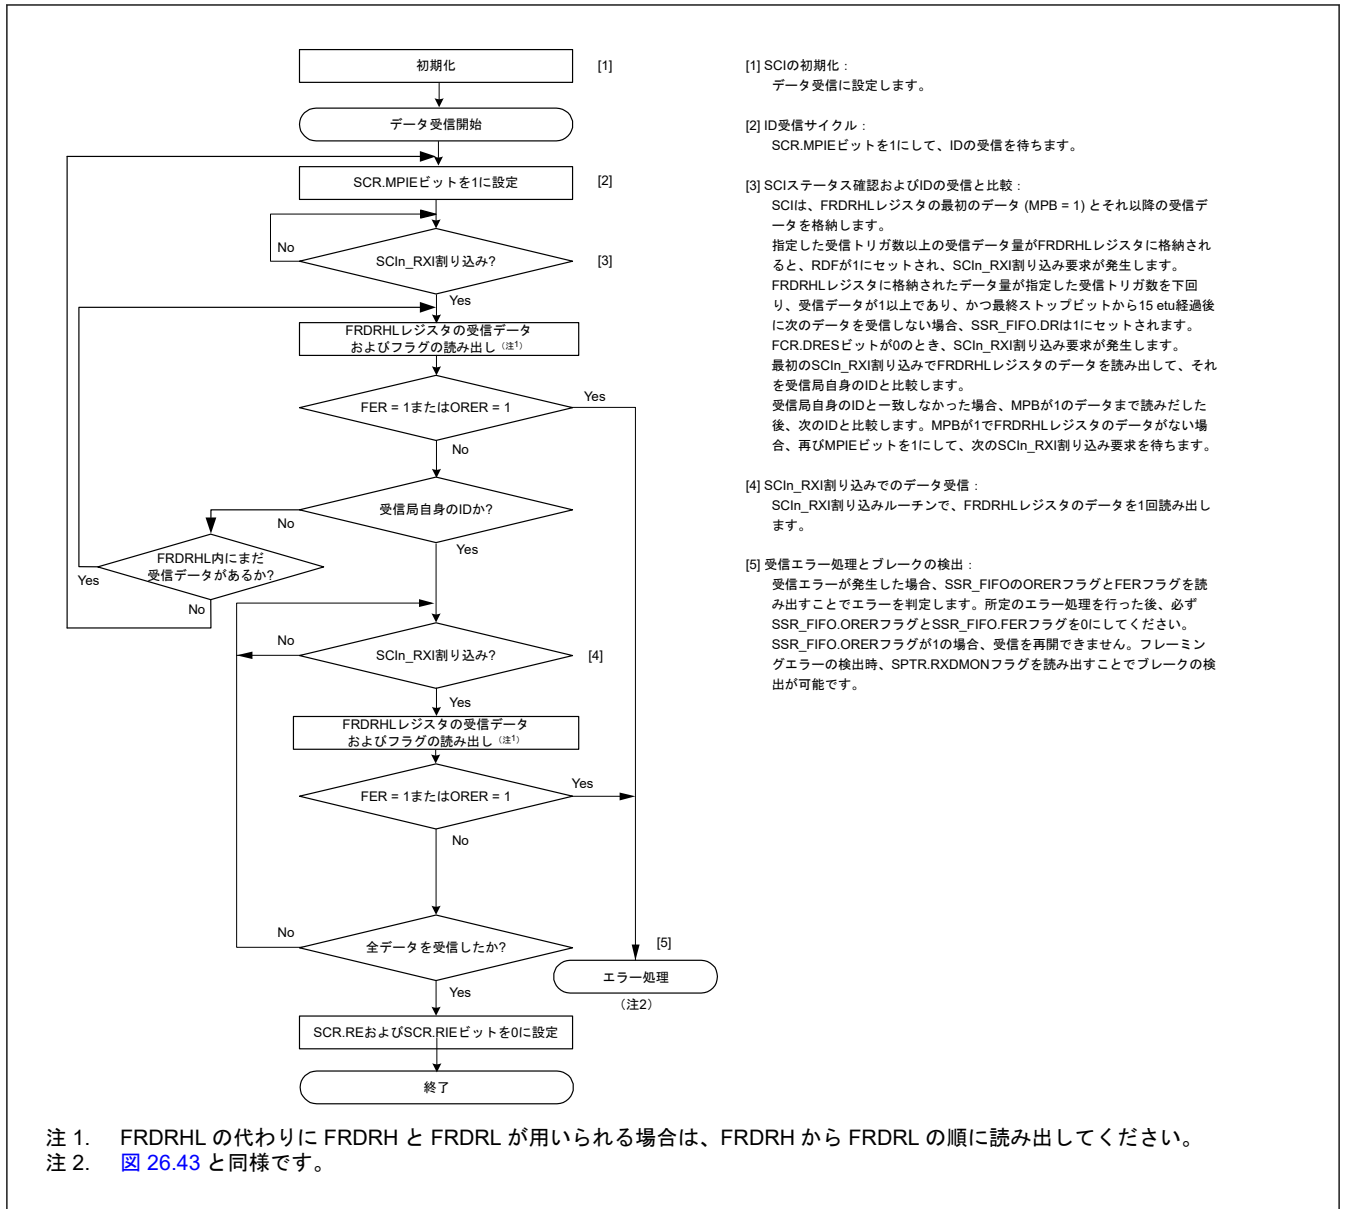 初期化
[1]
データ受信開始
SCR.MPIEビットを1に設定
[2]
No
SCIn_RXI割り込み?
[3]
Yes
FRDRHLレジスタの受信データ
およびフラグの読み出し（注1）
FER = 1またはORER = 1
Yes
No
受信局自身のIDか?
No
Yes
FRDRHL内にまだ
受信データがあるか?
Yes
No
No
SCIn_RXI割り込み?
[4]
Yes
FRDRHLレジスタの受信データ
およびフラグの読み出し（注1）
FER = 1またはORER = 1
Yes
No
No
全データを受信したか?
[5]
エラー処理
（注2）
Yes
SCR.REおよびSCR.RIEビットを0に設定
終了
[1] SCIの初期化：
データ受信に設定します。
[2] ID受信サイクル：
SCR.MPIEビットを1にして、IDの受信を待ちます。
[3] SCIステータス確認およびIDの受信と比較：
SCIは、FRDRHLレジスタの最初のデータ (MPB = 1) とそれ以降の受信デ
ータを格納します。
指定した受信トリガ数以上の受信データ量がFRDRHLレジスタに格納され
ると、RDFが1にセットされ、SCIn_RXI割り込み要求が発生します。
FRDRHLレジスタに格納されたデータ量が指定した受信トリガ数を下回
り、受信データが1以上であり、かつ最終ストップビットから15 etu経過後
に次のデータを受信しない場合、SSR_FIFO.DRは1にセットされます。
FCR.DRESビットが0のとき、SCIn_RXI割り込み要求が発生します。
最初のSCIn_RXI割り込みでFRDRHLレジスタのデータを読み出して、それ
を受信局自身のIDと比較します。
受信局自身のIDと一致しなかった場合、MPBが1のデータまで読みだした
後、次のIDと比較します。MPBが1でFRDRHLレジスタのデータがない場
合、再びMPIEビットを1にして、次のSCIn_RXI割り込み要求を待ちます。
[4] SCIn_RXI割り込みでのデータ受信：
SCIn_RXI割り込みルーチンで、FRDRHLレジスタのデータを1回読み出し
ます。
[5] 受信エラー処理とブレークの検出：
受信エラーが発生した場合、SSR_FIFOのORERフラグとFERフラグを読
み出すことでエラーを判定します。所定のエラー処理を行った後、必ず
SSR_FIFO.ORERフラグとSSR_FIFO.FERフラグを0にしてください。
SSR_FIFO.ORERフラグが1の場合、受信を再開できません。フレーミン
グエラーの検出時、SPTR.RXDMONフラグを読み出すことでブレークの検
出が可能です。
注 1. FRDRHL の代わりに FRDRH と FRDRL が用いられる場合は、FRDRH から FRDRL の順に読み出してください。
注 2. 図 26.43 と同様です。